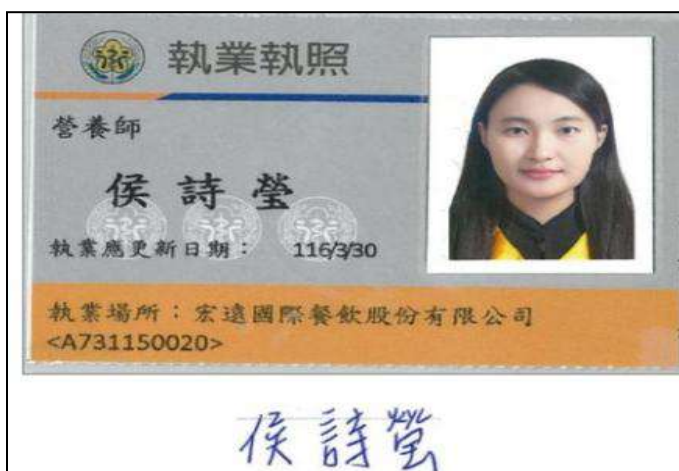 執業執照
營養師
侯詩瑩
執業應更新日期： 116/3/30
執業場所：宏遠國際餐飲股份有限公司
<A731150020>
侯詩瑩